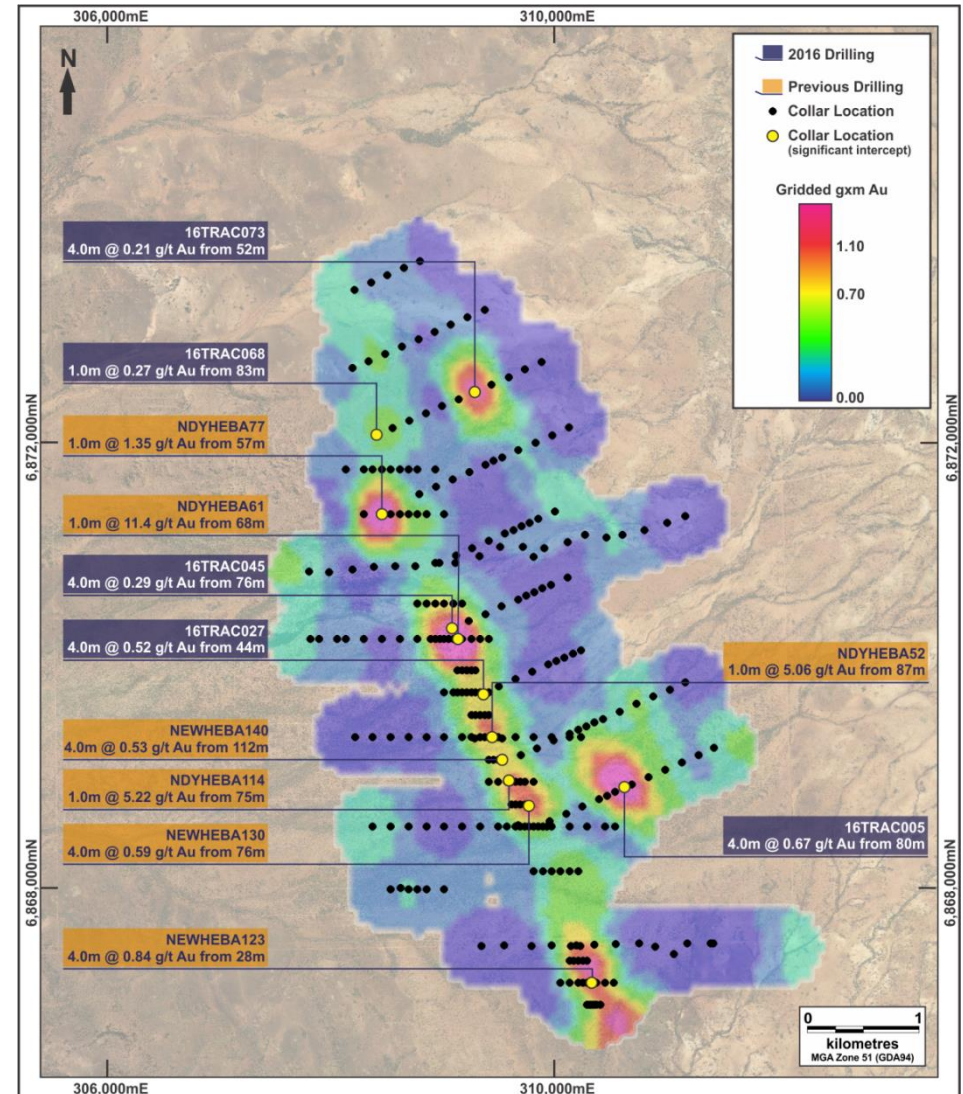 306,000mE
310,000mE
N
2016 Drilling
Previous Drilling
Collar Location
Collar Location
(significant intercept)
Gridded gxm Au
1.10
0.70
0.00
16TRAC073
4.0m @ 0.21 g/t Au from 52m
16TRAC068
1.0m @ 0.27 g/t Au from 83m
6,872,000mN
6,872,000mN
NDYHEBA77
1.0m @ 1.35 g/t Au from 57m
NDYHEBA61
1.0m @ 11.4 g/t Au from 68m
16TRAC045
4.0m @ 0.29 g/t Au from 76m
16TRAC027
4.0m @ 0.52 g/t Au from 44m
NDYHEBA52
1.0m @ 5.06 g/t Au from 87m
NEWHEBA140
4.0m @ 0.53 g/t Au from 112m
NDYHEBA114
1.0m @ 5.22 g/t Au from 75m
NEWHEBA130
4.0m @ 0.59 g/t Au from 76m
16TRAC005
4.0m @ 0.67 g/t Au from 80m
6,868,000mN
6,868,000mN
NEWHEBA123
4.0m @ 0.84 g/t Au from 28m
0 1
kilometres
MGA Zone 51 (GDA94)
306,000mE
310,000mE